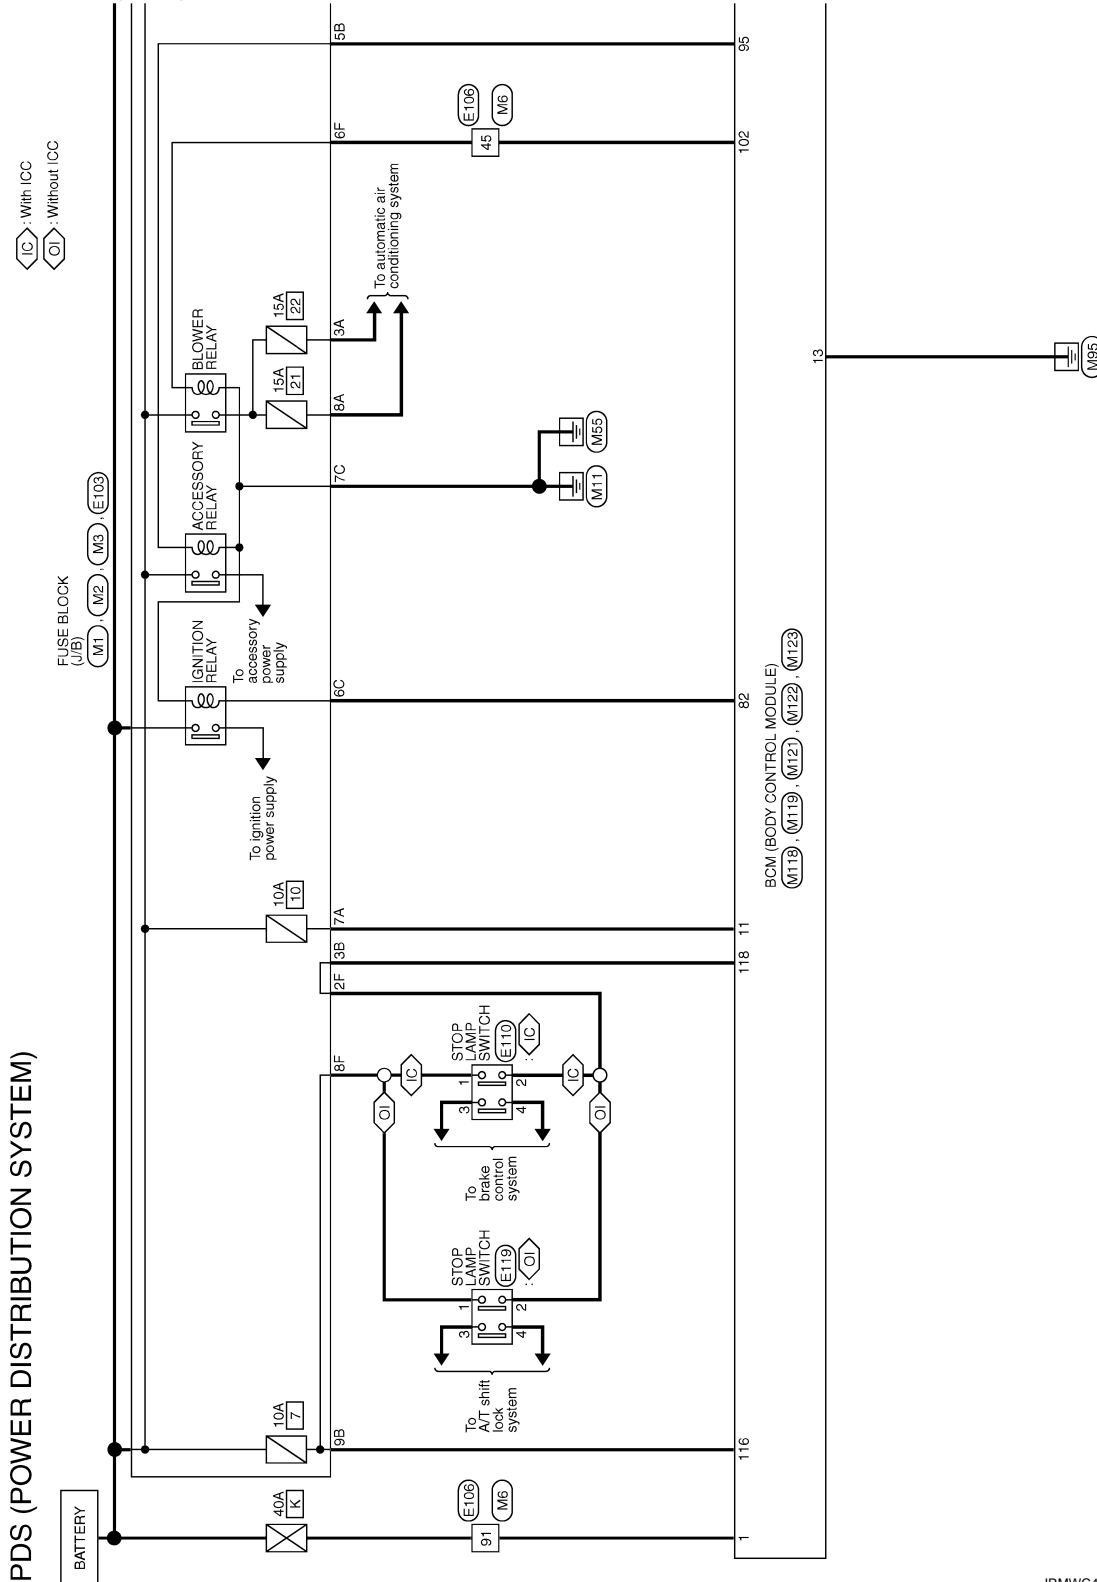 PDS (POWER DISTRIBUTION SYSTEM)
IC : With ICC
OI : Without ICC
BATTERY
FUSE BLOCK
(J/B)
M1 , M2 , M3 , E103
40A
K
10A
7
10A
10
To ignition
power supply
IGNITION
RELAY
To
accessory
power
supply
ACCESSORY
RELAY
BLOWER
RELAY
15A
21
15A
22
9B
8F
2F
3B
7A
6C
7C
8A
3A
6F
5B
To automatic air
conditioning system
E106
M6
91
To
A/T shift
lock
system
STOP
LAMP
SWITCH
E119
: OI
1
3
2
4
To
brake
control
system
STOP
LAMP
SWITCH
E110
: IC
1
3
2
4
OI
IC
IC
OI
M11
M55
E106
M6
45
1
116
118
11
82
102
95
13
BCM (BODY CONTROL MODULE)
M118 , M119 , M121 , M122 , M123
M95